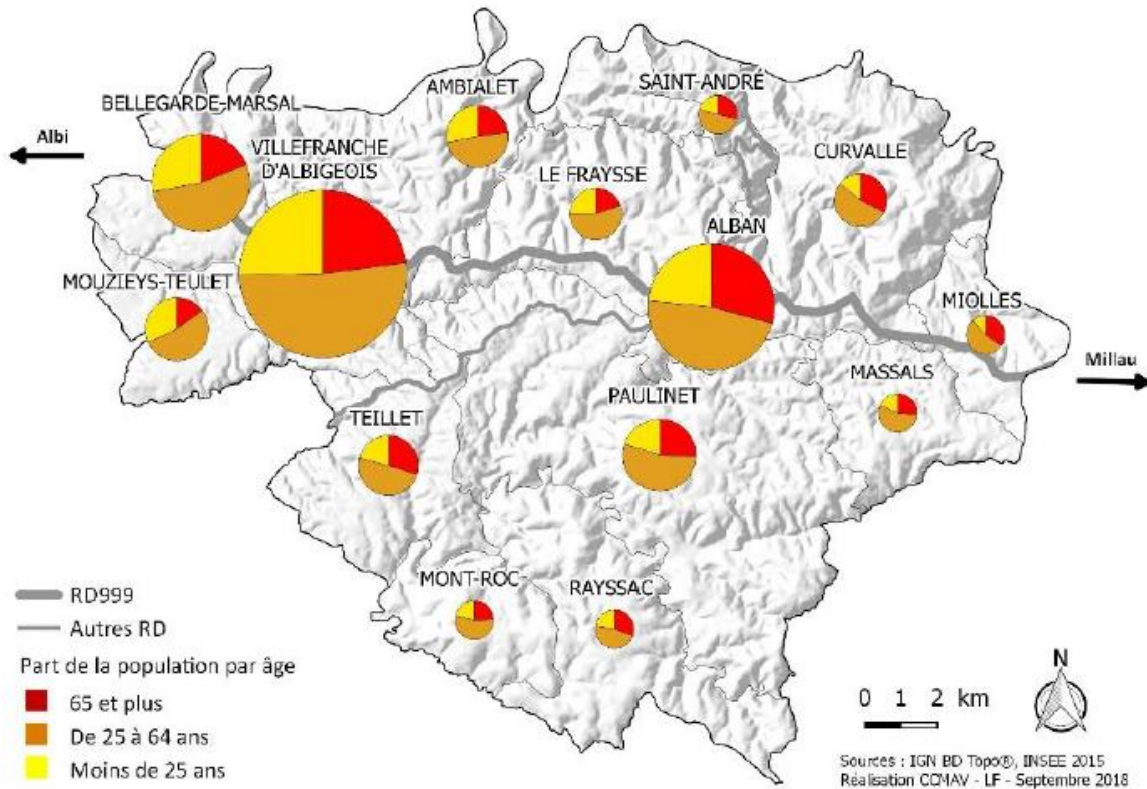 SAINT-ANDRÉ
AMBIALET
BELLEGARDE-MARSAL
Albi
VILLEFRANCHE
D'ALBIGEOIS
CURVALLE
LE FRAYSSE
ALBAN
MOUZIEYS-TEULET
MIOLLES
Millau
MASSALS
PAULINET
TEILLET
MONT-ROC
RAYSSAC
RD999
Autres RD
Part de la population par âge
65 et plus
De 25 à 64 ans
Moins de 25 ans
N
0 1 2 km
Sources : IGN BD Topo®, INSEE 2015
Réalisation CCMAV - LF - Septembre 2018